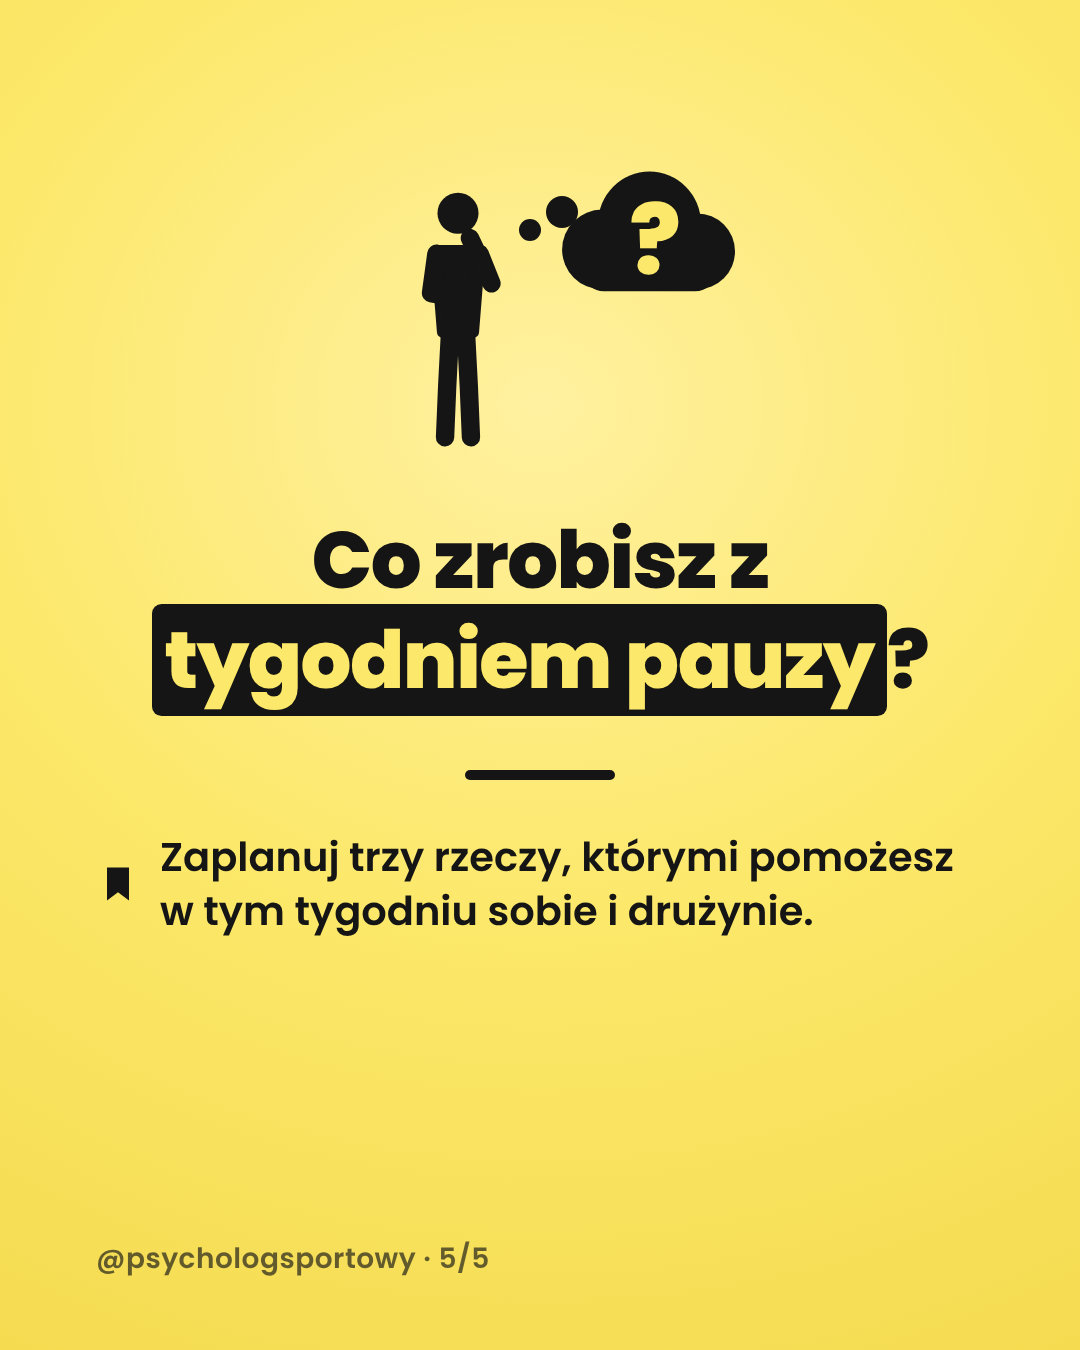 ?
Co zrobisz z
tygodniem pauzy?
Zaplanuj trzy rzeczy, którymi pomożesz
w tym tygodniu sobie i drużynie.
@psychologsportowy · 5/5